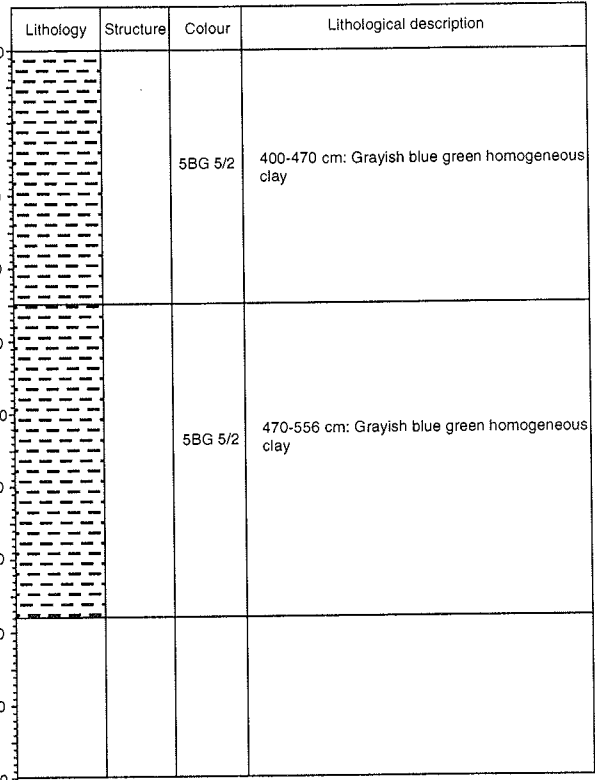 Lithology Structure Colour Lithological description
5BG 5/2
400-470 cm: Grayish blue green homogeneous
clay
5BG 5/2
470-556 cm: Grayish blue green homogeneous
clay